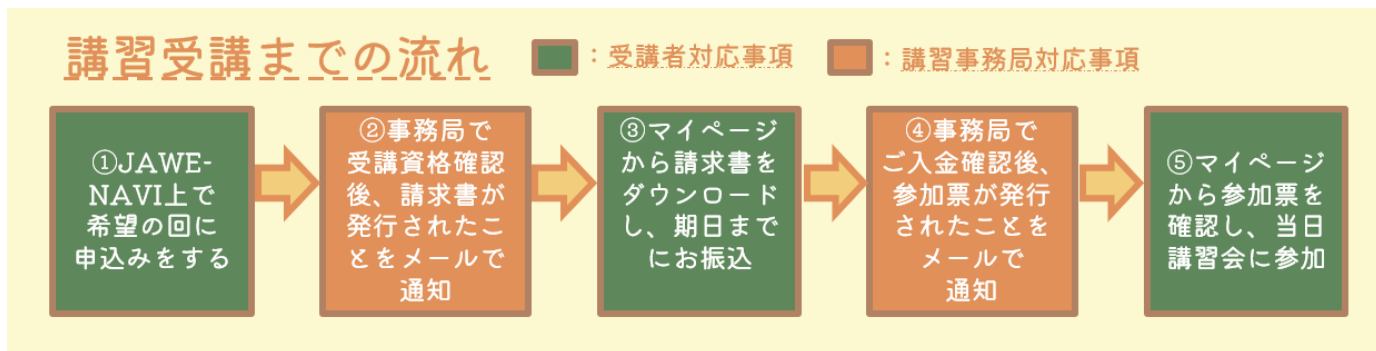 講習受講までの流れ
：受講者対応事項
：講習事務局対応事項
①JAWE-
NAVI上で
希望の回に
申込みをする
②事務局で
受講資格確認
後、請求書が
発行されたこ
とをメールで
通知
③マイページ
から請求書を
ダウンロード
し、期日まで
にお振込
④事務局で
ご入金確認後、
参加票が発行
されたことを
メールで
通知
⑤マイページ
から参加票を
確認し、当日
講習会に参加